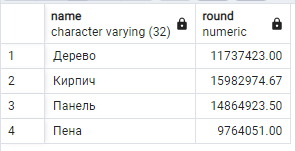 name round
character varying (32) numeric
1 Дерево 11737423.00
2 Кирпич 15982974.67
3 Панель 14864923.50
4 Пена 9764051.00